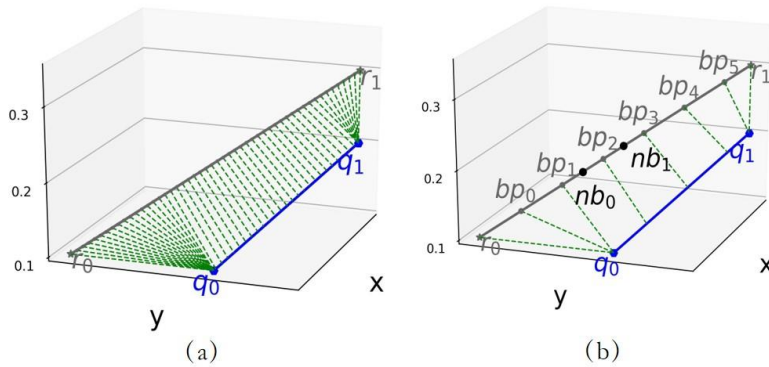 0.3
0.2
0.1
r₀
r₁
q₀
q₁
y
x
(a)
0.3
0.2
0.1
r₀
bp₀
bp₁
bp₂
bp₃
bp₄
bp₅
r₁
nb₀
nb₁
q₀
q₁
y
x
(b)